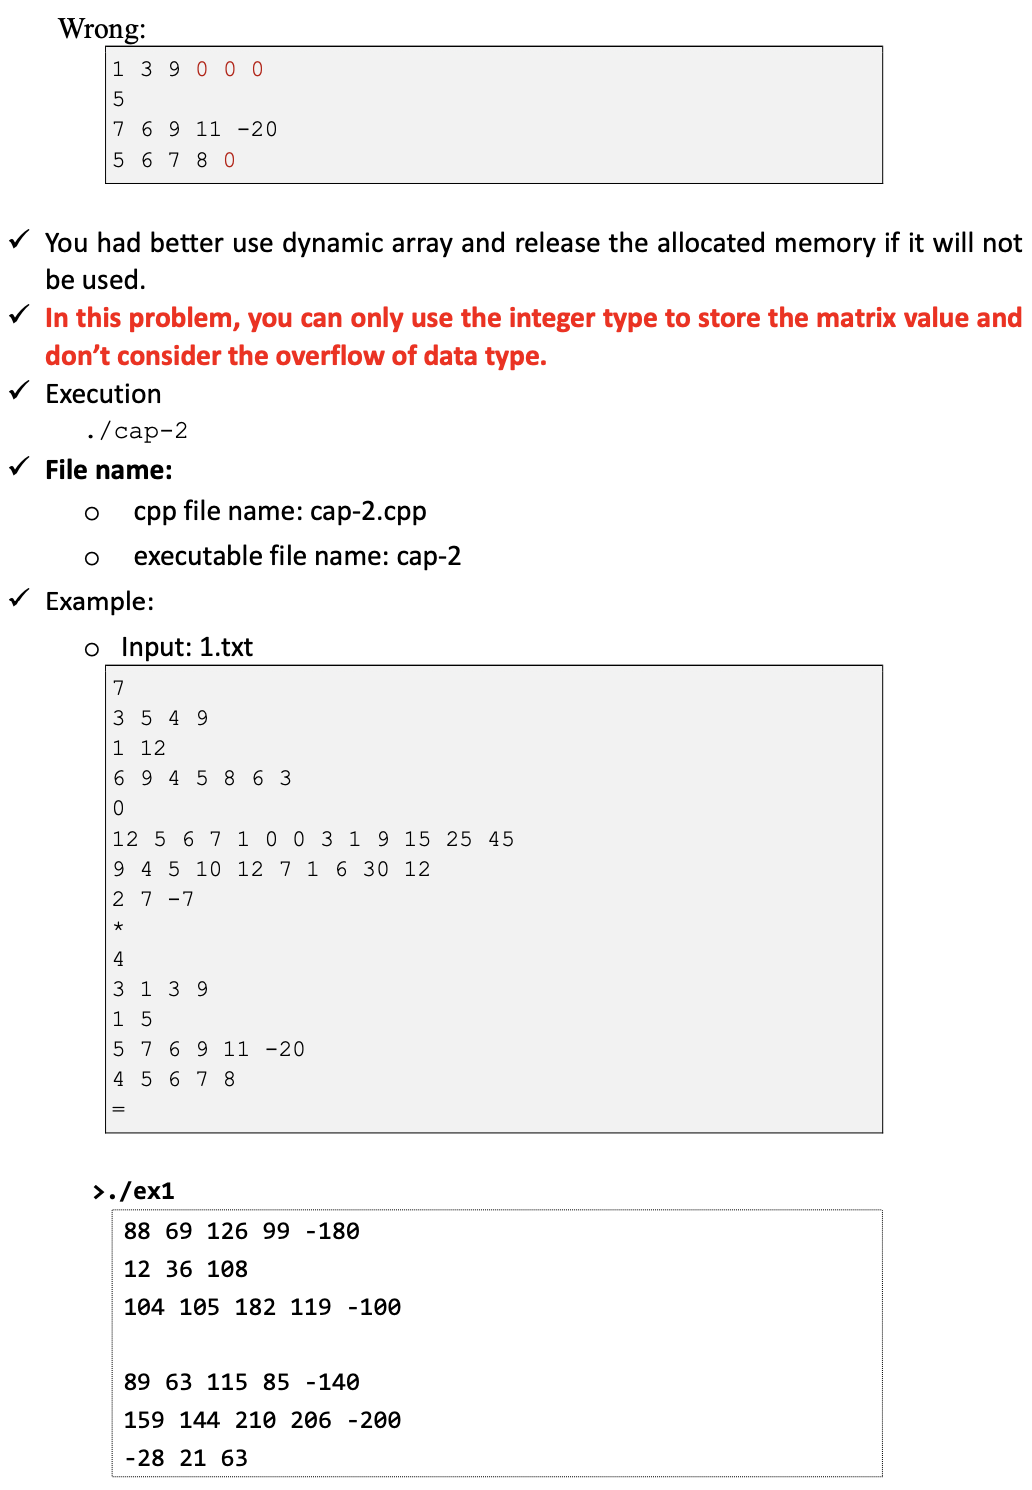 Wrong:
1 3 9 0 0 0
5
7 6 9 11 -20
5 6 7 8 0
✓ You had better use dynamic array and release the allocated memory if it will not
be used.
✓ In this problem, you can only use the integer type to store the matrix value and
don’t consider the overflow of data type.
✓ Execution
./cap-2
✓ File name:
o cpp file name: cap-2.cpp
o executable file name: cap-2
✓ Example:
o Input: 1.txt
7
3 5 4 9
1 12
6 9 4 5 8 6 3
0
12 5 6 7 1 0 0 3 1 9 15 25 45
9 4 5 10 12 7 1 6 30 12
2 7 -7
*
4
3 1 3 9
1 5
5 7 6 9 11 -20
4 5 6 7 8
=
>./ex1
88 69 126 99 -180
12 36 108
104 105 182 119 -100
89 63 115 85 -140
159 144 210 206 -200
-28 21 63